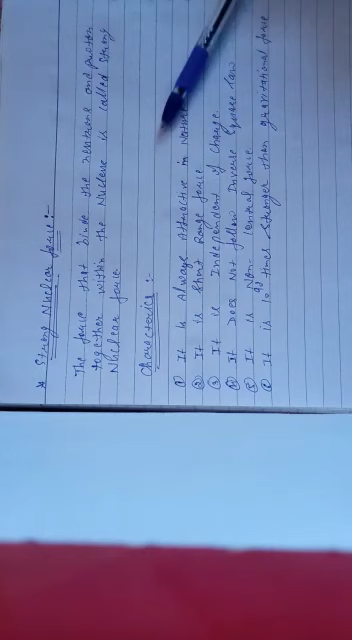 * Strong Nuclear force :-
The force that bind the neutrons and proton
together within the Nucleus is called Strong
Nuclear force
Characterics :-
① It is Always Attractive in Nature
② It is Short Range force
③ It is Independent of Charge
④ It Does Not follow Inverse Square law
⑤ It is Non-Central force
⑥ It is 10 times Stronger than gravitational force